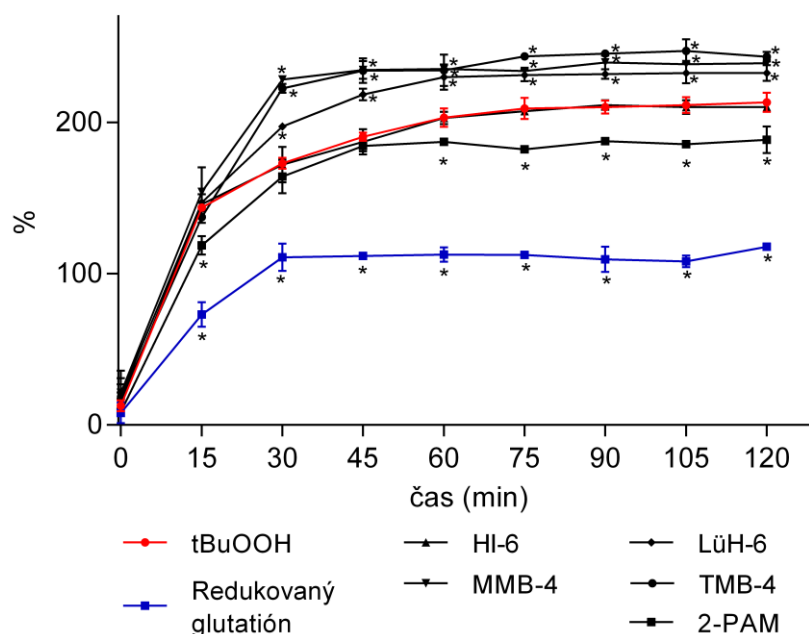 %
200
100
0
0 15 30 45 60 75 90 105 120
čas (min)
tBuOOH HI-6 LüH-6
Redukovaný MMB-4 TMB-4
glutatión 2-PAM